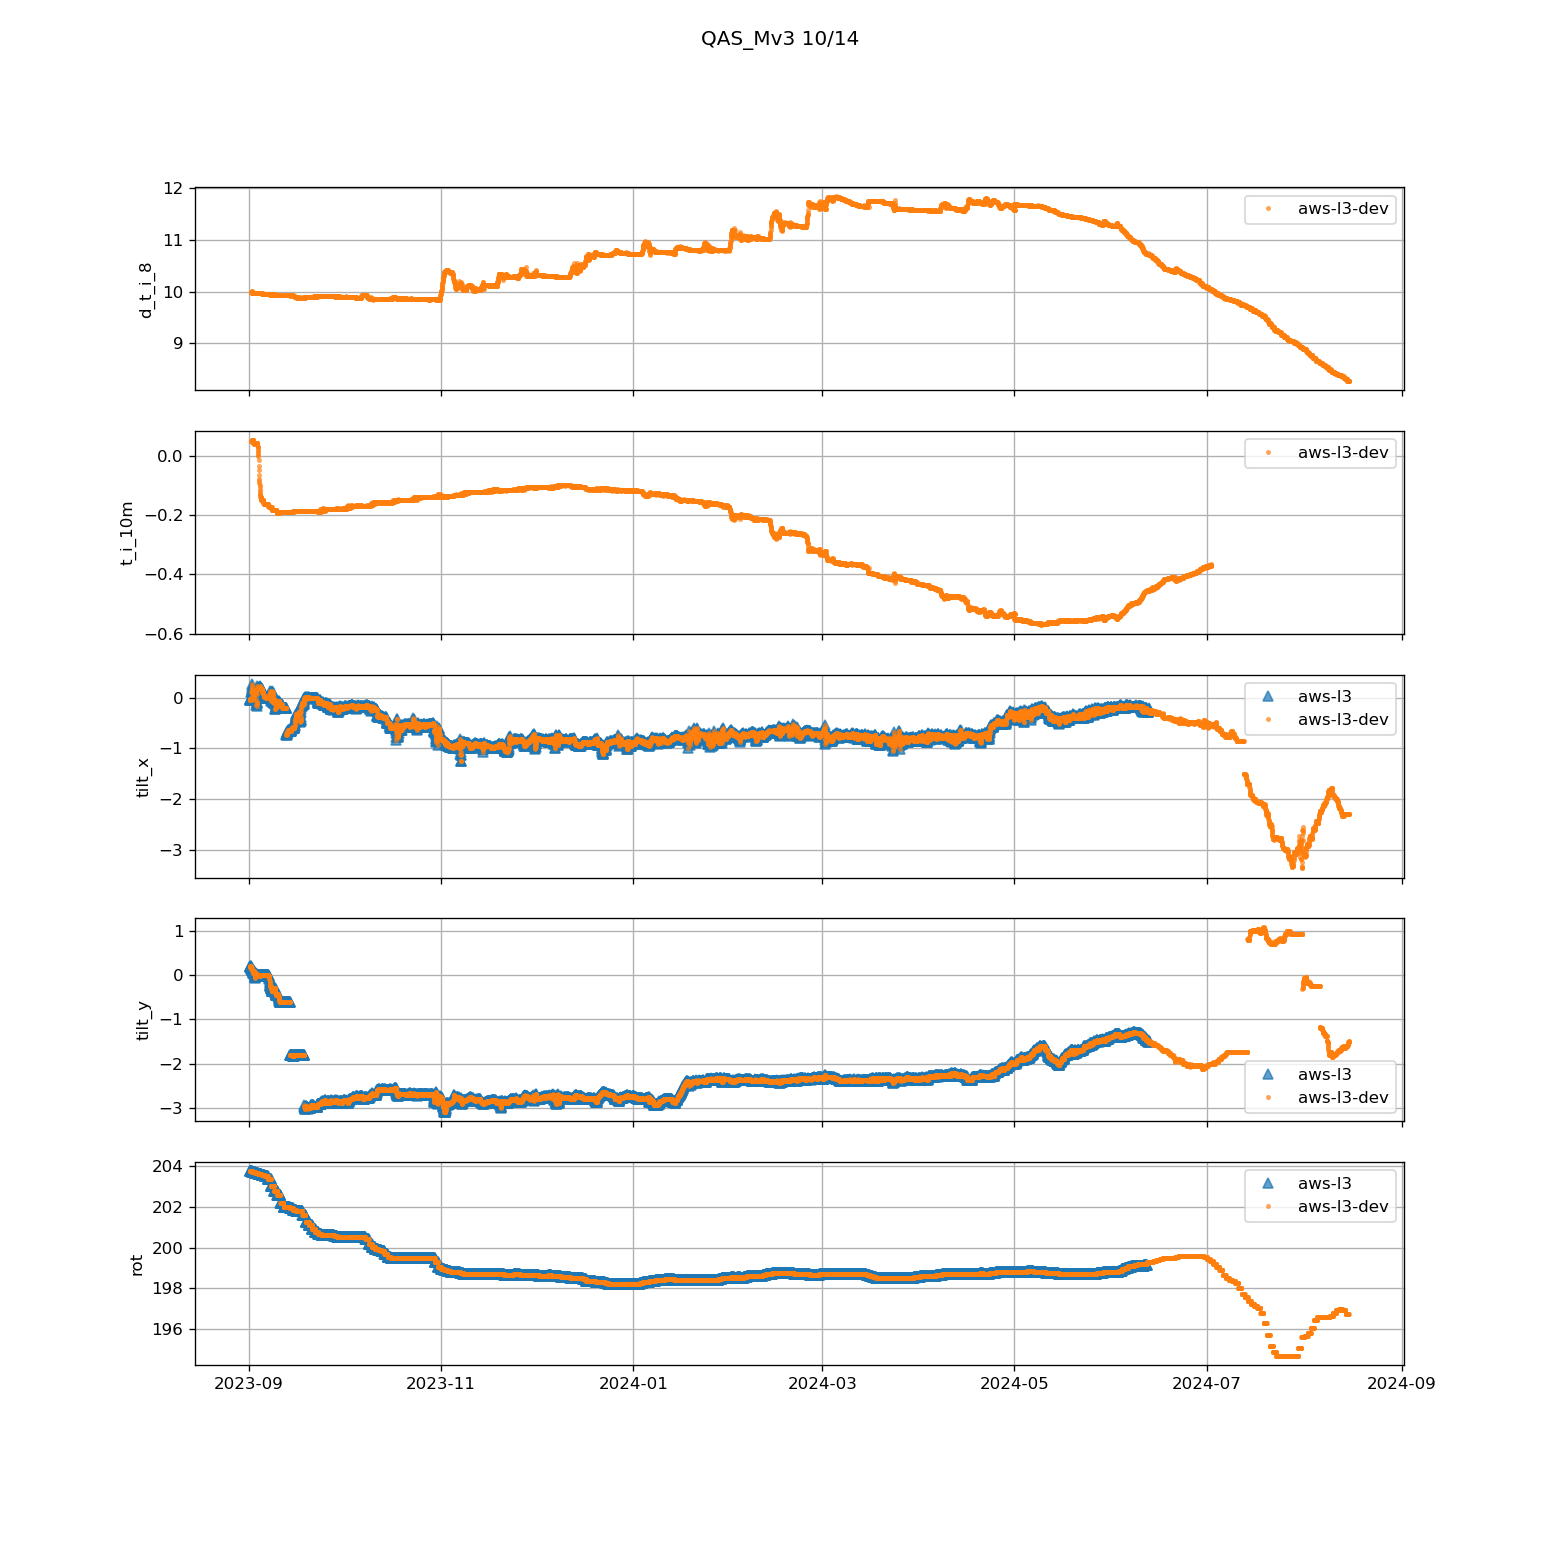 QAS_Mv3 10/14
12
11
10
9
d_t_i_8
aws-l3-dev
0.0
−0.2
−0.4
−0.6
t_i_10m
aws-l3-dev
0
−1
−2
−3
tilt_x
aws-l3
aws-l3-dev
1
0
−1
−2
−3
tilt_y
aws-l3
aws-l3-dev
204
202
200
198
196
rot
aws-l3
aws-l3-dev
2023-09 2023-11 2024-01 2024-03 2024-05 2024-07 2024-09